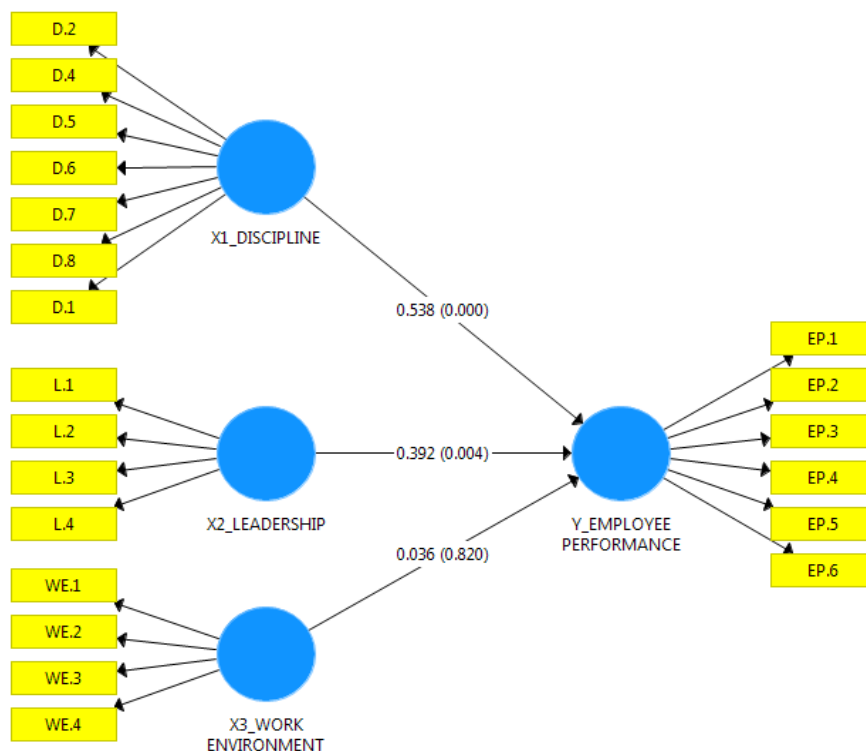 D.2
D.4
D.5
D.6
D.7
D.8
D.1
X1_DISCIPLINE
0.538 (0.000)
L.1
L.2
L.3
L.4
X2_LEADERSHIP
0.392 (0.004)
WE.1
WE.2
WE.3
WE.4
X3_WORK
ENVIRONMENT
0.036 (0.820)
Y_EMPLOYEE
PERFORMANCE
EP.1
EP.2
EP.3
EP.4
EP.5
EP.6